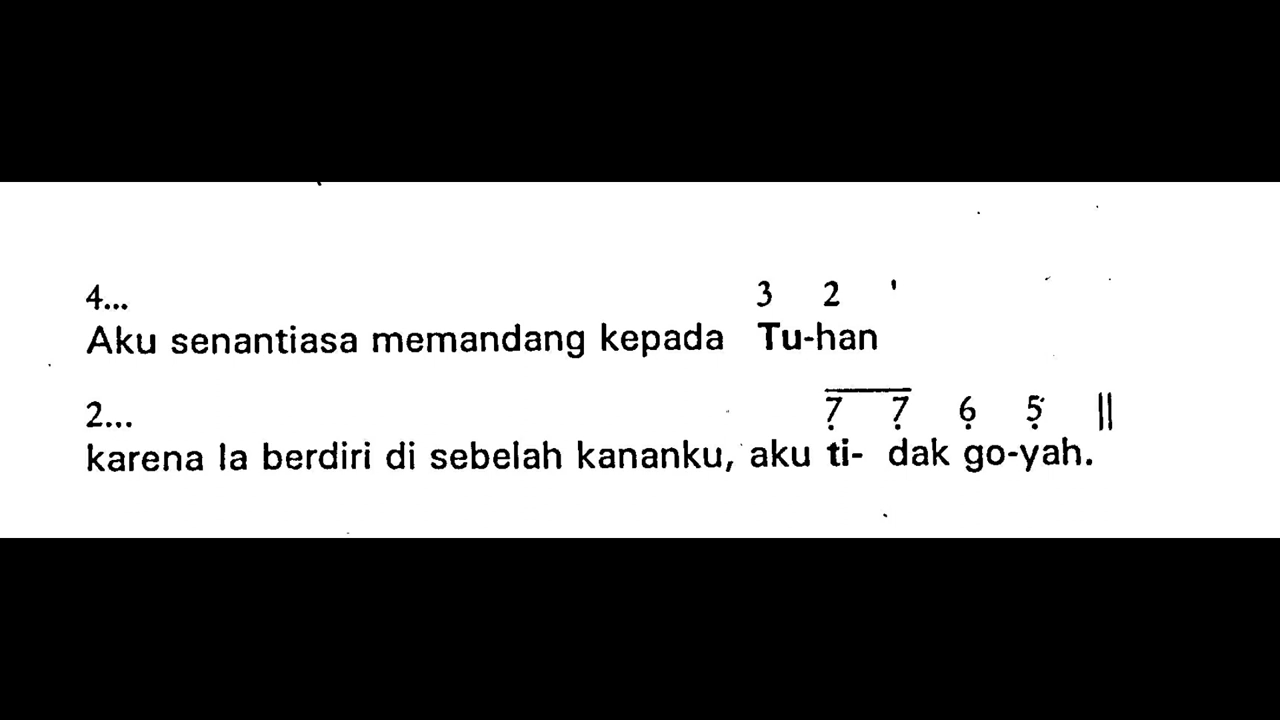 4... 3 2 '
Aku senantiasa memandang kepada Tu-han
2... 7̣ 7̣ 6̣ 5̣ ||
karena Ia berdiri di sebelah kananku, aku ti- dak go-yah.